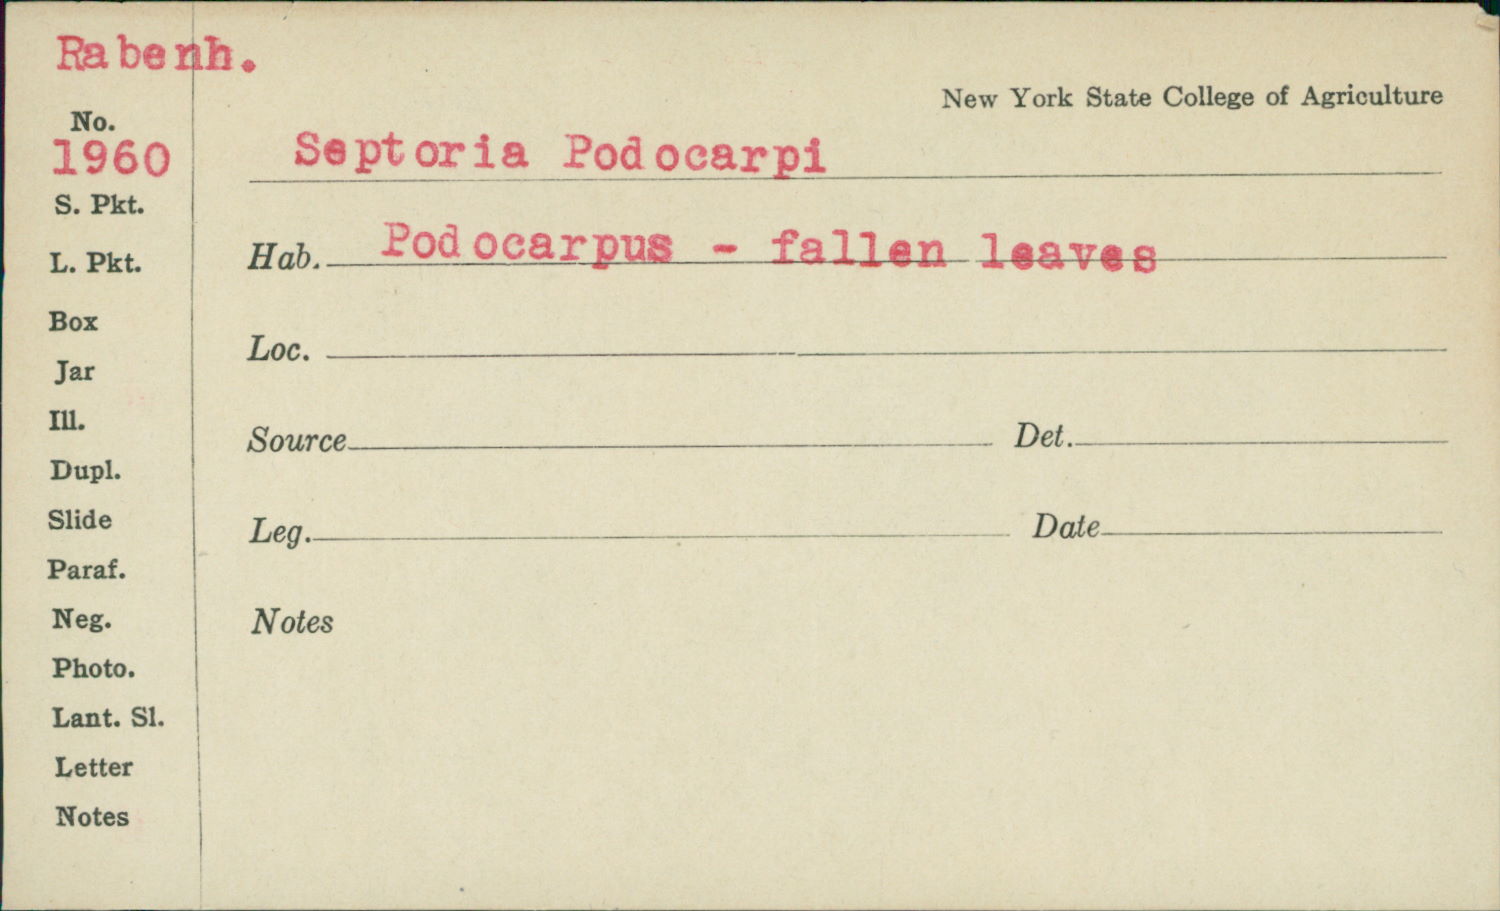 Rabenh.
New York State College of Agriculture
No.
1960
Septoria Podocarpi
S. Pkt.
L. Pkt.
Hab. Podocarpus - fallen leaves
Box
Loc.
Jar
Ill.
Source Det.
Dupl.
Slide
Leg. Date
Paraf.
Neg.
Notes
Photo.
Lant. Sl.
Letter
Notes